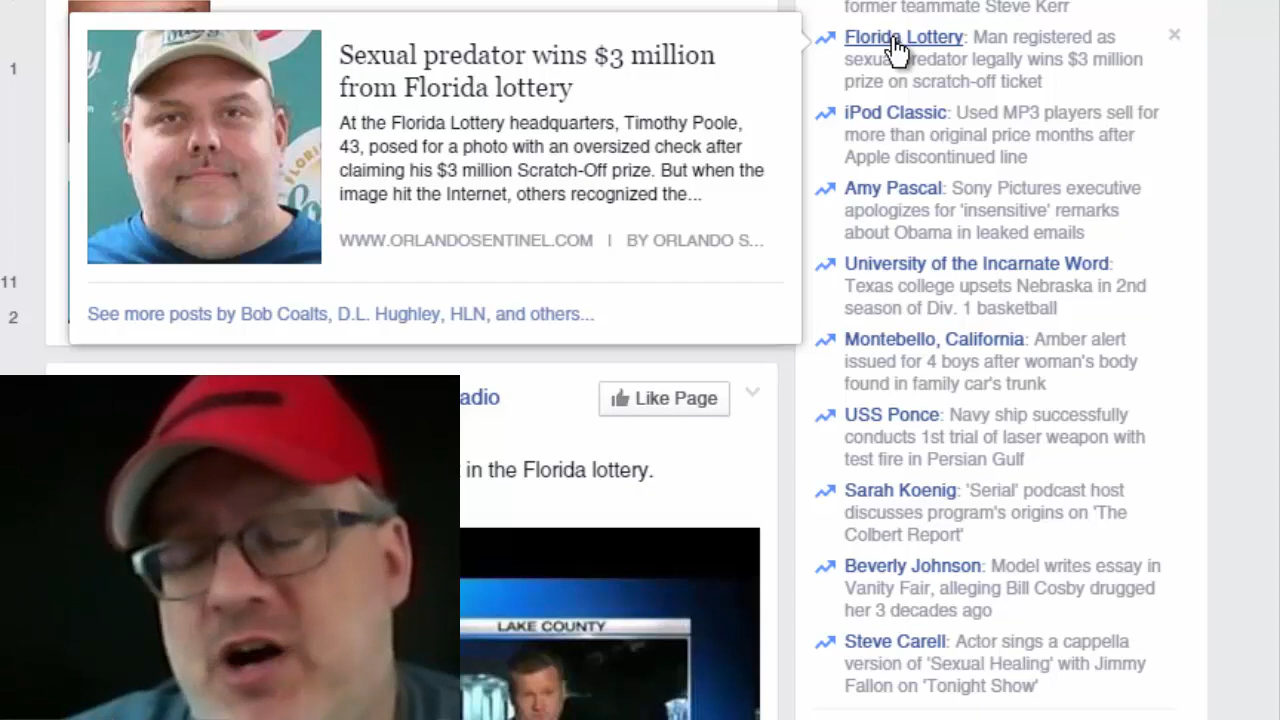 former teammate Steve Kerr
Florida Lottery: Man registered as
sexual predator legally wins $3 million
prize on scratch-off ticket
iPod Classic: Used MP3 players sell for
more than original price months after
Apple discontinued line
Amy Pascal: Sony Pictures executive
apologizes for 'insensitive' remarks
about Obama in leaked emails
University of the Incarnate Word:
Texas college upsets Nebraska in 2nd
season of Div. 1 basketball
Montebello, California: Amber alert
issued for 4 boys after woman's body
found in family car's trunk
USS Ponce: Navy ship successfully
conducts 1st trial of laser weapon with
test fire in Persian Gulf
Sarah Koenig: 'Serial' podcast host
discusses program's origins on 'The
Colbert Report'
Beverly Johnson: Model writes essay in
Vanity Fair, alleging Bill Cosby drugged
her 3 decades ago
Steve Carell: Actor sings a cappella
version of 'Sexual Healing' with Jimmy
Fallon on 'Tonight Show'
Sexual predator wins $3 million
from Florida lottery
At the Florida Lottery headquarters, Timothy Poole,
43, posed for a photo with an oversized check after
claiming his $3 million Scratch-Off prize. But when the
image hit the Internet, others recognized the...
WWW.ORLANDOSENTINEL.COM | BY ORLANDO S...
See more posts by Bob Coalts, D.L. Hughley, HLN, and others...
1
11
2
adio
Like Page
in the Florida lottery.
LAKE COUNTY